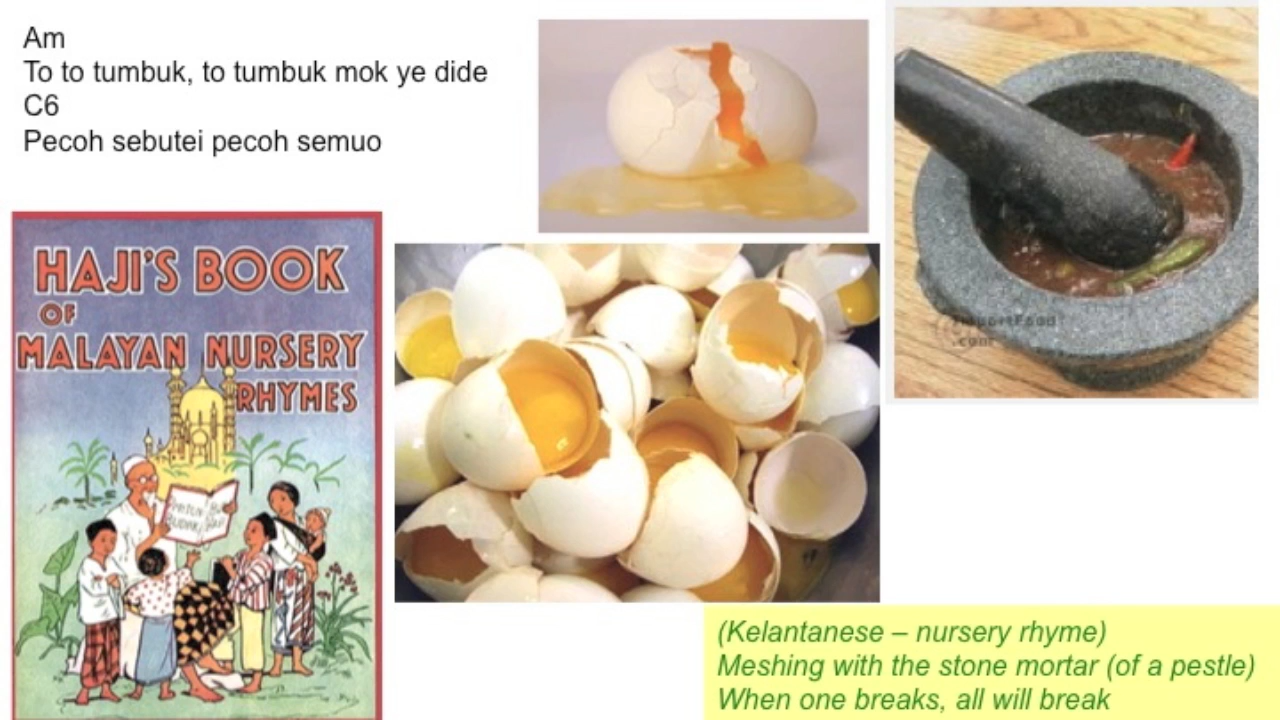 Am
To to tumbuk, to tumbuk mok ye dide
C6
Pecoh sebutei pecoh semuo
HAJI'S BOOK
OF
MALAYAN NURSERY
RHYMES
(Kelantanese – nursery rhyme)
Meshing with the stone mortar (of a pestle)
When one breaks, all will break